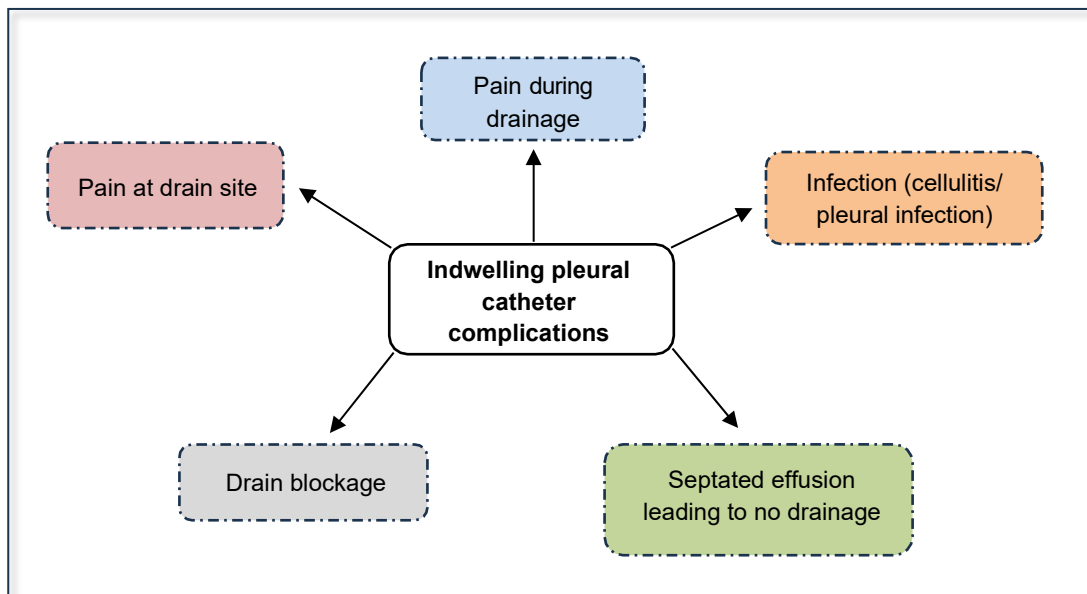 Pain during
drainage
Pain at drain site
Infection (cellulitis/
pleural infection)
Indwelling pleural
catheter
complications
Drain blockage
Septated effusion
leading to no drainage